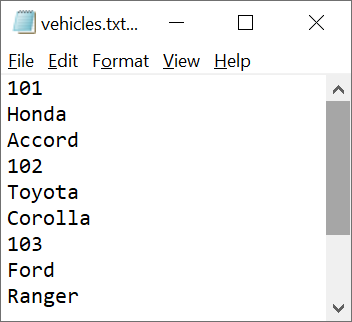 vehicles.txt...
File Edit Format View Help
101
Honda
Accord
102
Toyota
Corolla
103
Ford
Ranger